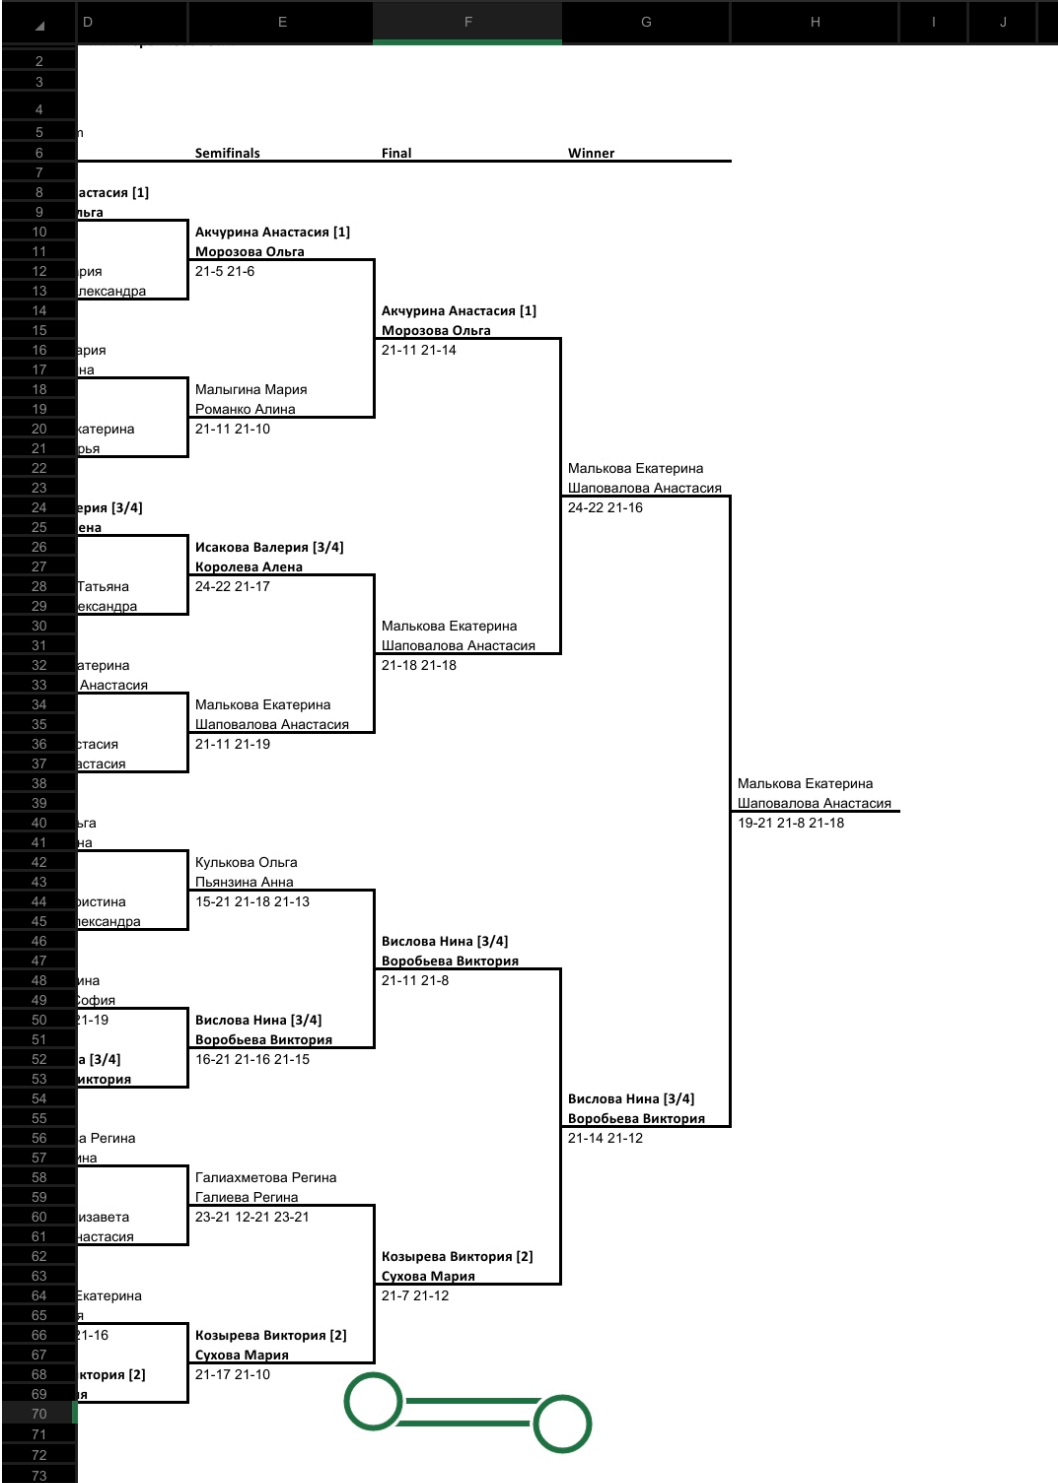 D E F G H I J
2
3
4
5
6 Semifinals Final Winner
7
8 [1]
9
10 Акчурина Анастасия [1]
11 Морозова Ольга
12 21-5 21-6
13
14 Акчурина Анастасия [1]
15 Морозова Ольга
16 21-11 21-14
17
18 Малыгина Мария
19 Романко Алина
20 21-11 21-10
21
22 Малькова Екатерина
23 Шаповалова Анастасия
24 [3/4] 24-22 21-16
25
26 Исакова Валерия [3/4]
27 Королева Алена
28 Татьяна 24-22 21-17
29
30 Малькова Екатерина
31 Шаповалова Анастасия
32 21-18 21-18
33 Анастасия
34 Малькова Екатерина
35 Шаповалова Анастасия
36 21-11 21-19
37
38 Малькова Екатерина
39 Шаповалова Анастасия
40 19-21 21-8 21-18
41
42 Кулькова Ольга
43 Пьянзина Анна
44 15-21 21-18 21-13
45
46 Вислова Нина [3/4]
47 Воробьева Виктория
48 21-11 21-8
49 София
50 21-19 Вислова Нина [3/4]
51 Воробьева Виктория
52 а [3/4] 16-21 21-16 21-15
53
54 Вислова Нина [3/4]
55 Воробьева Виктория
56 а Регина 21-14 21-12
57
58 Галиахметова Регина
59 Галиева Регина
60 23-21 12-21 23-21
61
62 Козырева Виктория [2]
63 Сухова Мария
64 Екатерина 21-7 21-12
65
66 21-16 Козырева Виктория [2]
67 Сухова Мария
68 [2] 21-17 21-10
69
70
71
72
73